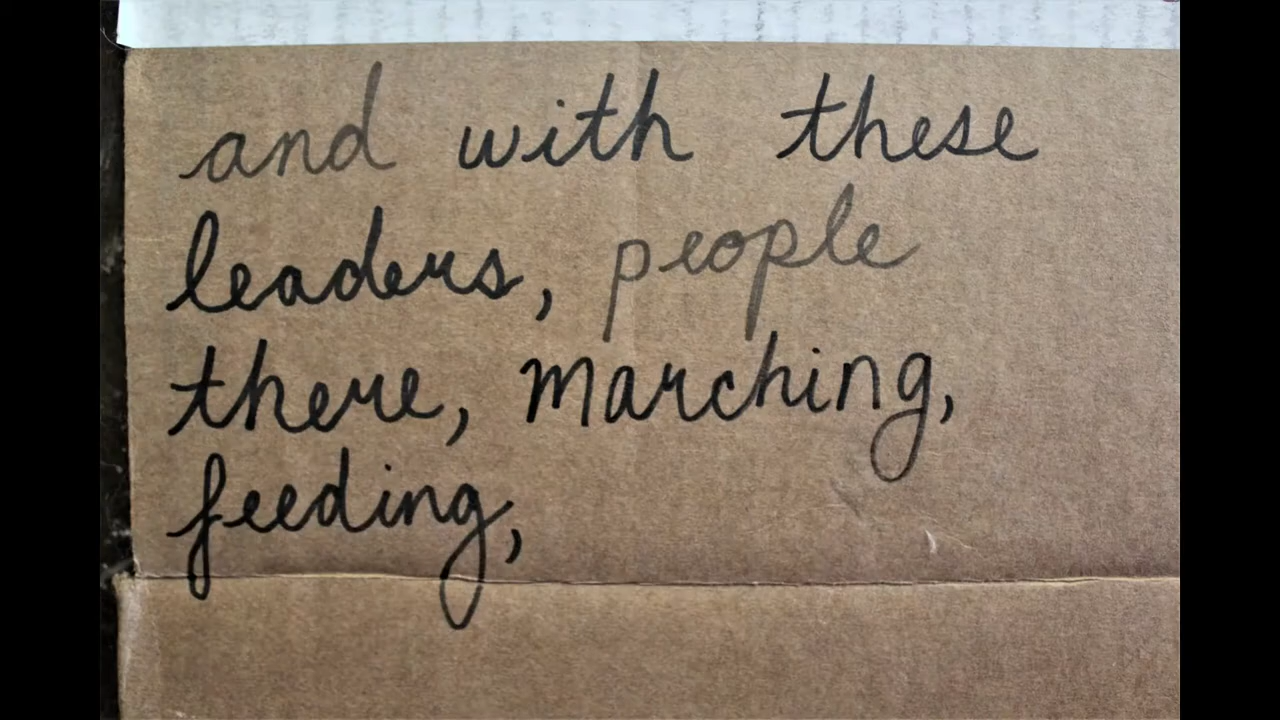 and with these
leaders, people
there, marching,
feeding,